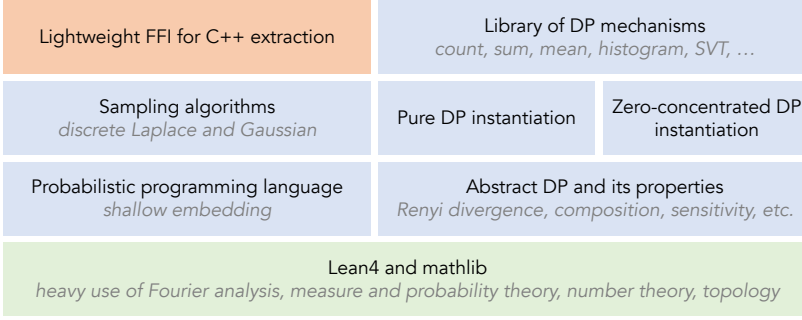 Lightweight FFI for C++ extraction
Library of DP mechanisms
count, sum, mean, histogram, SVT, ...
Sampling algorithms
discrete Laplace and Gaussian
Pure DP instantiation
Zero-concentrated DP
instantiation
Probabilistic programming language
shallow embedding
Abstract DP and its properties
Renyi divergence, composition, sensitivity, etc.
Lean4 and mathlib
heavy use of Fourier analysis, measure and probability theory, number theory, topology